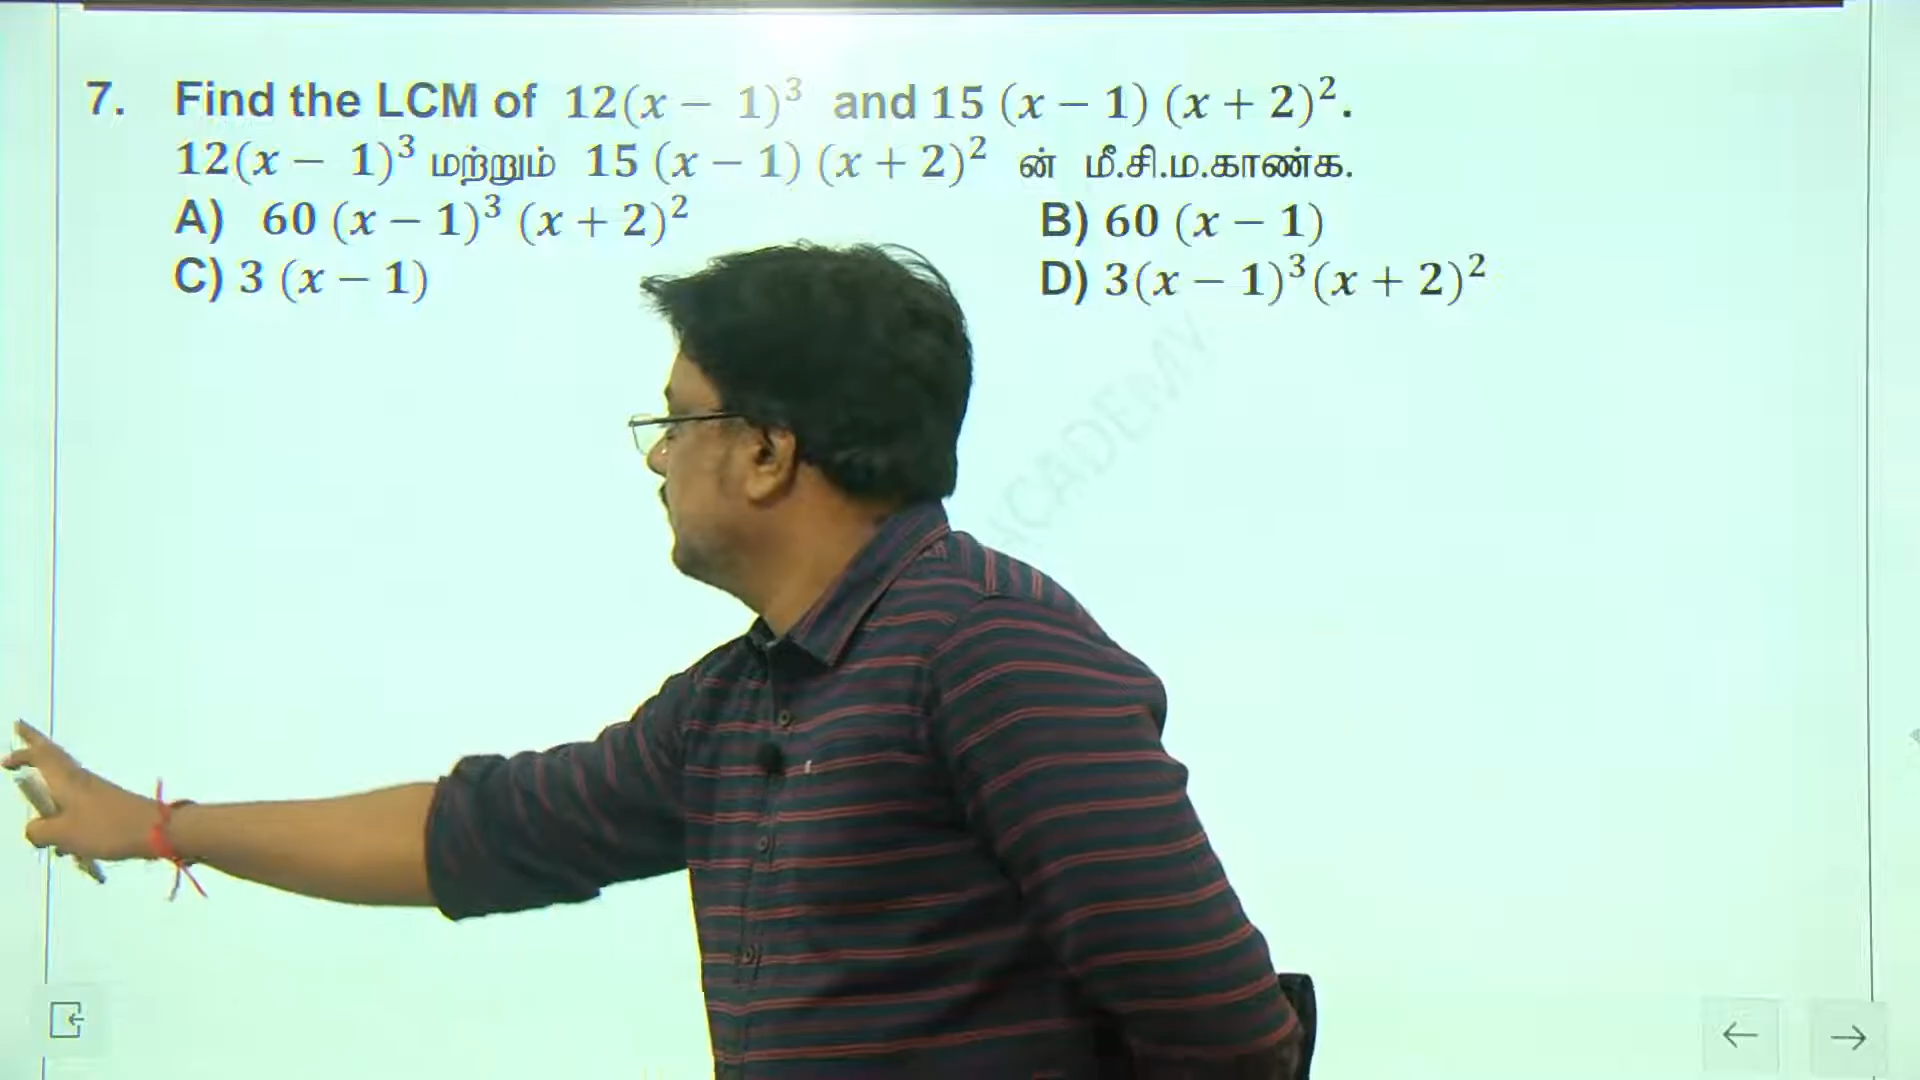 7. Find the LCM of 12(x − 1)³ and 15 (x − 1) (x + 2)².
12(x − 1)³ மற்றும் 15 (x − 1) (x + 2)² ன் மீ.சி.ம.காண்க.
A) 60 (x − 1)³ (x + 2)² B) 60 (x − 1)
C) 3 (x − 1) D) 3(x − 1)³(x + 2)²
ACADEMY